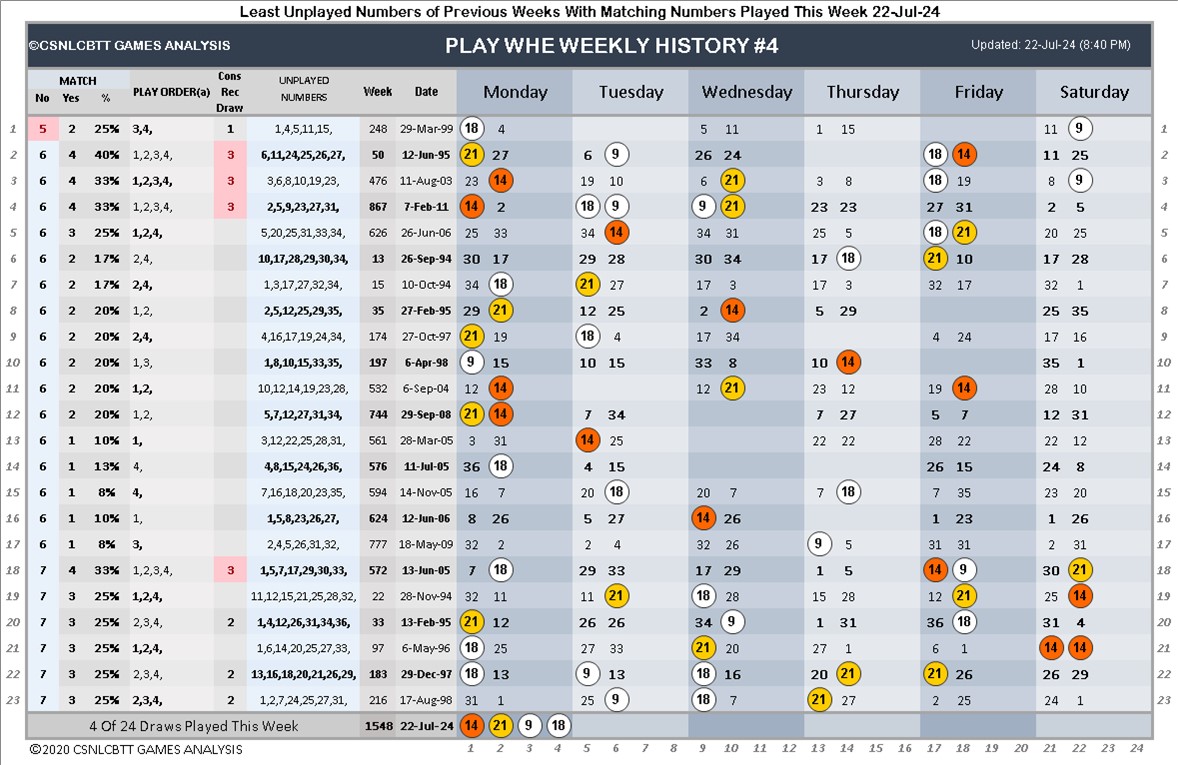 Least Unplayed Numbers of Previous Weeks With Matching Numbers Played This Week 22-Jul-24
©CSNLCBTT GAMES ANALYSIS PLAY WHE WEEKLY HISTORY #4 Updated: 22-Jul-24 (8:40 PM)
MATCH PLAY ORDER(a) Cons Rec Draw UNPLAYED NUMBERS Week Date Monday Tuesday Wednesday Thursday Friday Saturday
No Yes %
1 5 2 25% 3,4, 1 1,4,5,11,15, 248 29-Mar-99 18 4 5 11 1 15 11 9 1
2 6 4 40% 1,2,3,4, 3 6,11,24,25,26,27, 50 12-Jun-95 21 27 6 9 26 24 18 14 11 25 2
3 6 4 33% 1,2,3,4, 3 3,6,8,10,19,23, 476 11-Aug-03 23 14 19 10 6 21 3 8 18 19 8 9 3
4 6 4 33% 1,2,3,4, 3 2,5,9,23,27,31, 867 7-Feb-11 14 2 18 9 9 21 23 23 27 31 2 5 4
5 6 3 25% 1,2,4, 5,20,25,31,33,34, 626 26-Jun-06 25 33 34 14 34 31 25 5 18 21 20 25 5
6 6 2 17% 2,4, 10,17,28,29,30,34, 13 26-Sep-94 30 17 29 28 30 34 17 18 21 10 17 28 6
7 6 2 17% 2,4, 1,3,17,27,32,34, 15 10-Oct-94 34 18 21 27 17 3 17 3 32 17 32 1 7
8 6 2 20% 1,2, 2,5,12,25,29,35, 35 27-Feb-95 29 21 12 25 2 14 5 29 25 35 8
9 6 2 20% 2,4, 4,16,17,19,24,34, 174 27-Oct-97 21 19 18 4 17 34 4 24 17 16 9
10 6 2 20% 1,3, 1,8,10,15,33,35, 197 6-Apr-98 9 15 10 15 33 8 10 14 35 1 10
11 6 2 20% 1,2, 10,12,14,19,23,28, 532 6-Sep-04 12 14 12 21 23 12 19 14 28 10 11
12 6 2 20% 1,2, 5,7,12,27,31,34, 744 29-Sep-08 21 14 7 34 7 27 5 7 12 31 12
13 6 1 10% 1, 3,12,22,25,28,31, 561 28-Mar-05 3 31 14 25 22 22 28 22 22 12 13
14 6 1 13% 4, 4,8,15,24,26,36, 576 11-Jul-05 36 18 4 15 26 15 24 8 14
15 6 1 8% 4, 7,16,18,20,23,35, 594 14-Nov-05 16 7 20 18 20 7 7 18 7 35 23 20 15
16 6 1 10% 1, 1,5,8,23,26,27, 624 12-Jun-06 8 26 5 27 14 26 1 23 1 26 16
17 6 1 8% 3, 2,4,5,26,31,32, 777 18-May-09 32 2 2 4 32 26 9 5 31 31 2 31 17
18 7 4 33% 1,2,3,4, 3 1,5,7,17,29,30,33, 572 13-Jun-05 7 18 29 33 17 29 1 5 14 9 30 21 18
19 7 3 25% 1,2,4, 11,12,15,21,25,28,32, 22 28-Nov-94 32 11 11 21 18 28 15 28 12 21 25 14 19
20 7 3 25% 2,3,4, 2 1,4,12,26,31,34,36, 33 13-Feb-95 21 12 26 26 34 9 1 31 36 18 31 4 20
21 7 3 25% 1,2,4, 1,6,14,20,25,27,33, 97 6-May-96 18 25 27 33 21 20 27 1 6 1 14 14 21
22 7 3 25% 2,3,4, 2 13,16,18,20,21,26,29, 183 29-Dec-97 18 13 9 13 18 16 20 21 21 26 26 29 22
23 7 3 25% 2,3,4, 2 1,2,7,24,25,27,31, 216 17-Aug-98 31 1 25 9 18 7 21 27 2 25 24 1 23
4 Of 24 Draws Played This Week 1548 22-Jul-24 14 21 9 18
©2020 CSNLCBTT GAMES ANALYSIS 1 2 3 4 5 6 7 8 9 10 11 12 13 14 15 16 17 18 19 20 21 22 23 24